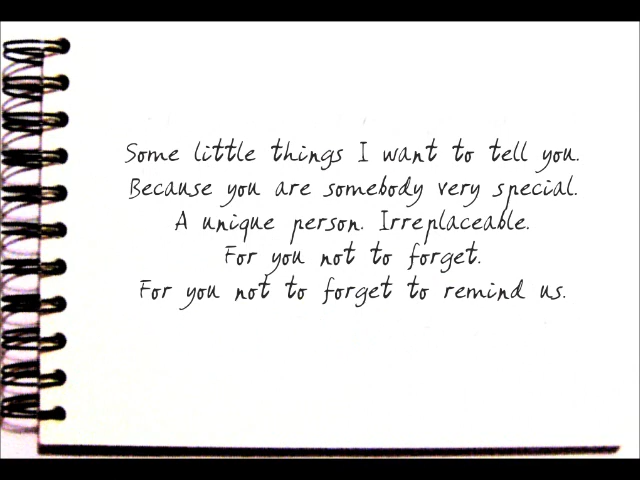 Some little things I want to tell you.
Because you are somebody very special.
A unique person. Irreplaceable.
For you not to forget.
For you not to forget to remind us.